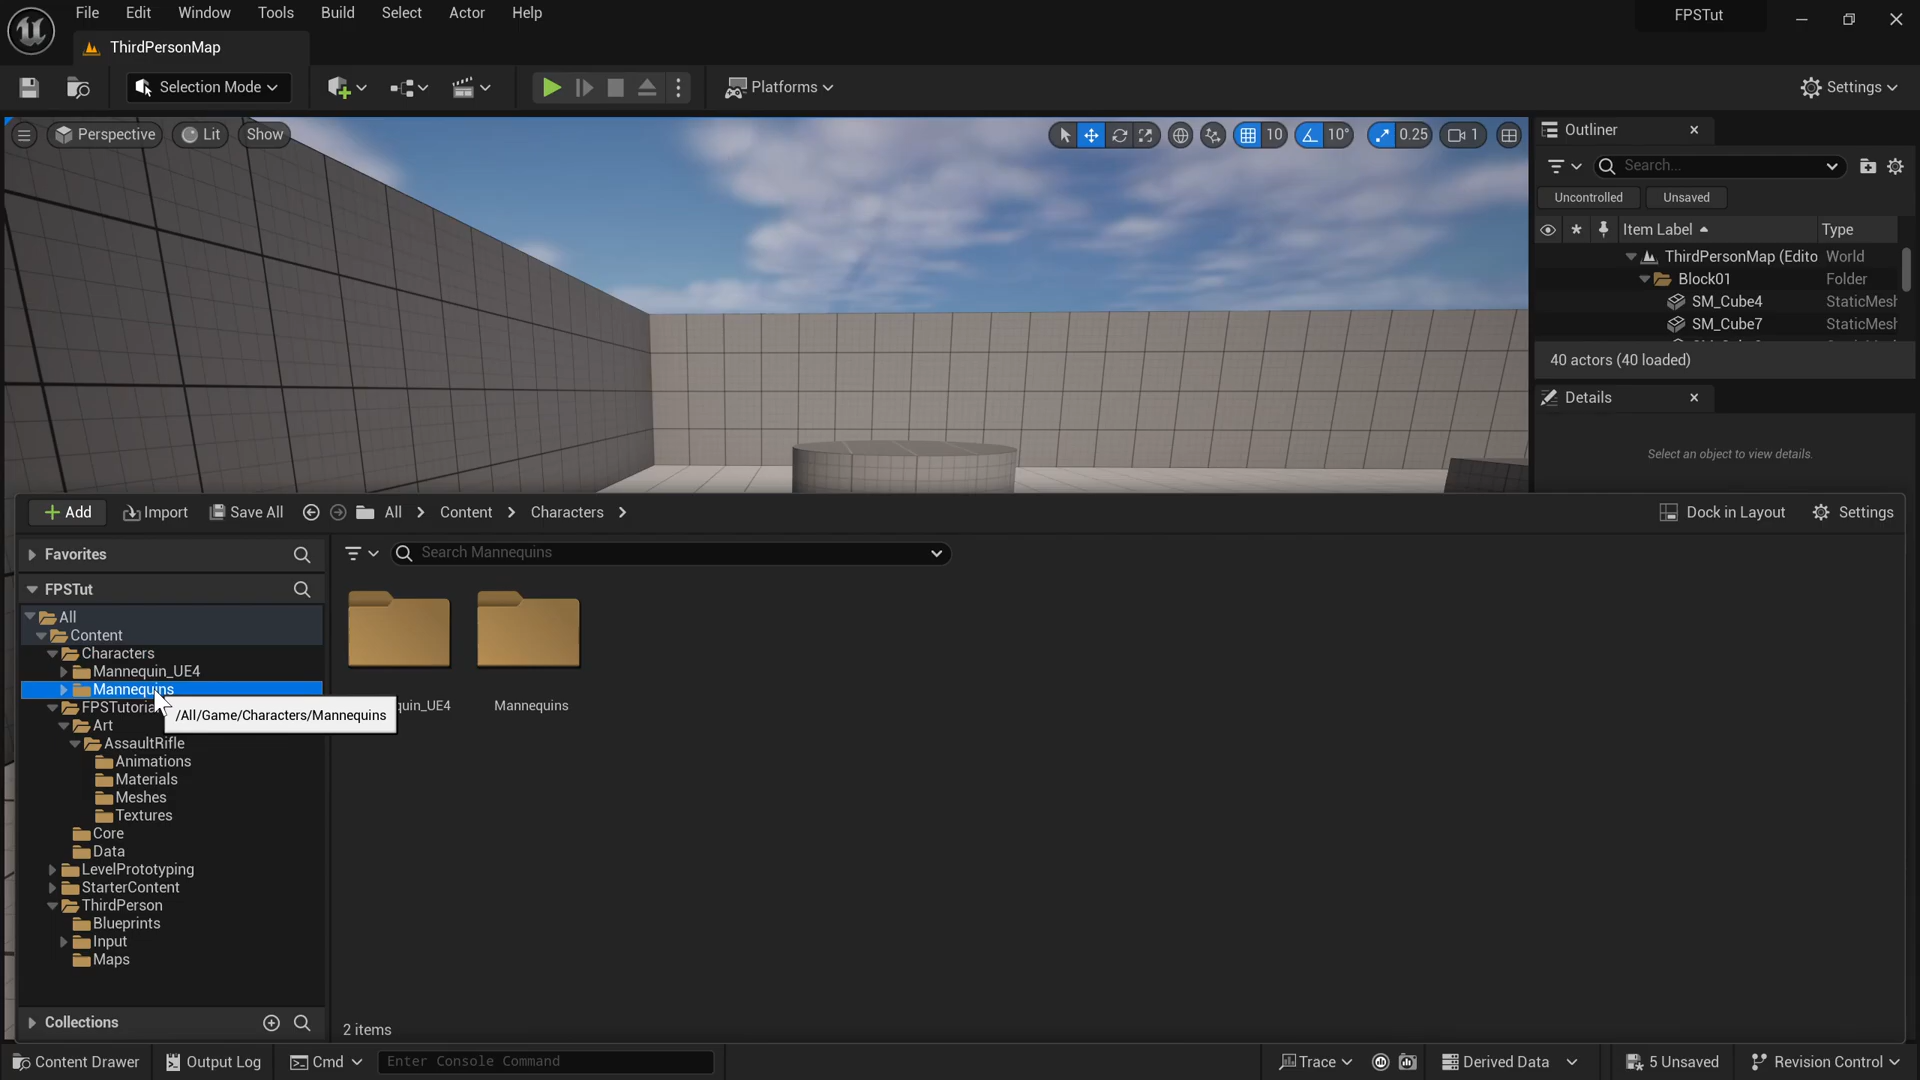 File Edit Window Tools Build Select Actor Help
FPSTut
ThirdPersonMap
Selection Mode
Platforms
Settings
Perspective
Lit
Show
10
10°
0.25
1
Outliner
Search...
Uncontrolled
Unsaved
Item Label
Type
ThirdPersonMap (Edito World
Block01 Folder
SM_Cube4 StaticMesh
SM_Cube7 StaticMesh
40 actors (40 loaded)
Details
Select an object to view details.
Add
Import
Save All
All > Content > Characters >
Dock in Layout
Settings
Favorites
Search Mannequins
FPSTut
All
Content
Characters
Mannequin_UE4
Mannequins
FPSTutoria
/All/Game/Characters/Mannequins
quin_UE4
Mannequins
Art
AssaultRifle
Animations
Materials
Meshes
Textures
Core
Data
LevelPrototyping
StarterContent
ThirdPerson
Blueprints
Input
Maps
Collections
2 items
Content Drawer
Output Log
Cmd
Enter Console Command
Trace
Derived Data
5 Unsaved
Revision Control